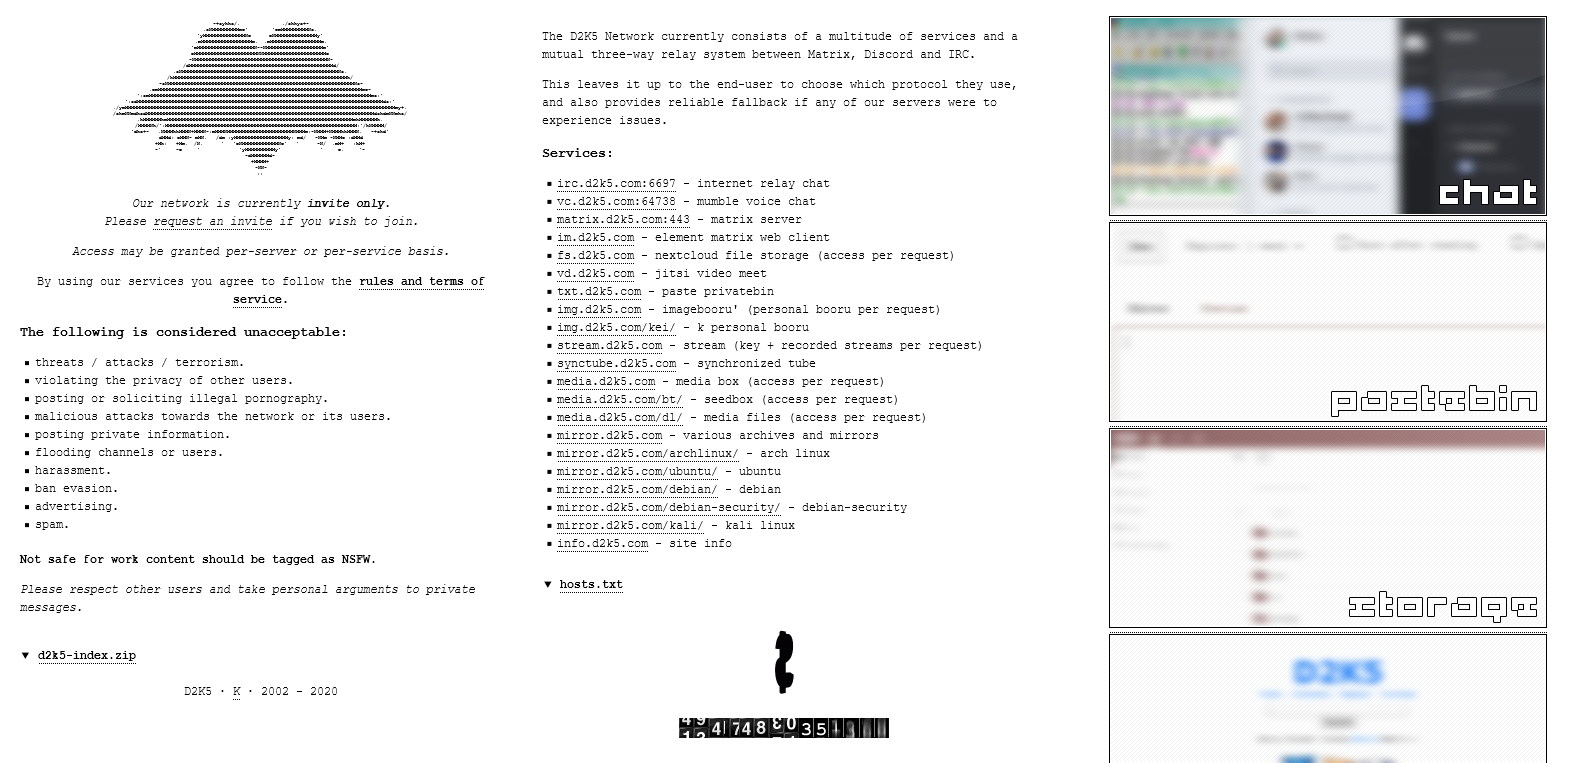 Our network is currently invite only.
Please request an invite if you wish to join.
Access may be granted per-server or per-service basis.
By using our services you agree to follow the rules and terms of
service.
The following is considered unacceptable:
threats / attacks / terrorism.
violating the privacy of other users.
posting or soliciting illegal pornography.
malicious attacks towards the network or its users.
posting private information.
flooding channels or users.
harassment.
ban evasion.
advertising.
spam.
Not safe for work content should be tagged as NSFW.
Please respect other users and take personal arguments to private
messages.
▼ d2k5-index.zip
D2K5 · K · 2002 - 2020
The D2K5 Network currently consists of a multitude of services and a
mutual three-way relay system between Matrix, Discord and IRC.
This leaves it up to the end-user to choose which protocol they use,
and also provides reliable fallback if any of our servers were to
experience issues.
Services:
irc.d2k5.com:6697 - internet relay chat
vc.d2k5.com:64738 - mumble voice chat
matrix.d2k5.com:443 - matrix server
im.d2k5.com - element matrix web client
fs.d2k5.com - nextcloud file storage (access per request)
vd.d2k5.com - jitsi video meet
txt.d2k5.com - paste privatebin
img.d2k5.com - imagebooru' (personal booru per request)
img.d2k5.com/kei/ - k personal booru
stream.d2k5.com - stream (key + recorded streams per request)
synctube.d2k5.com - synchronized tube
media.d2k5.com - media box (access per request)
media.d2k5.com/bt/ - seedbox (access per request)
media.d2k5.com/dl/ - media files (access per request)
mirror.d2k5.com - various archives and mirrors
mirror.d2k5.com/archlinux/ - arch linux
mirror.d2k5.com/ubuntu/ - ubuntu
mirror.d2k5.com/debian/ - debian
mirror.d2k5.com/debian-security/ - debian-security
mirror.d2k5.com/kali/ - kali linux
info.d2k5.com - site info
▼ hosts.txt
chat
pastebin
storage
D2K5